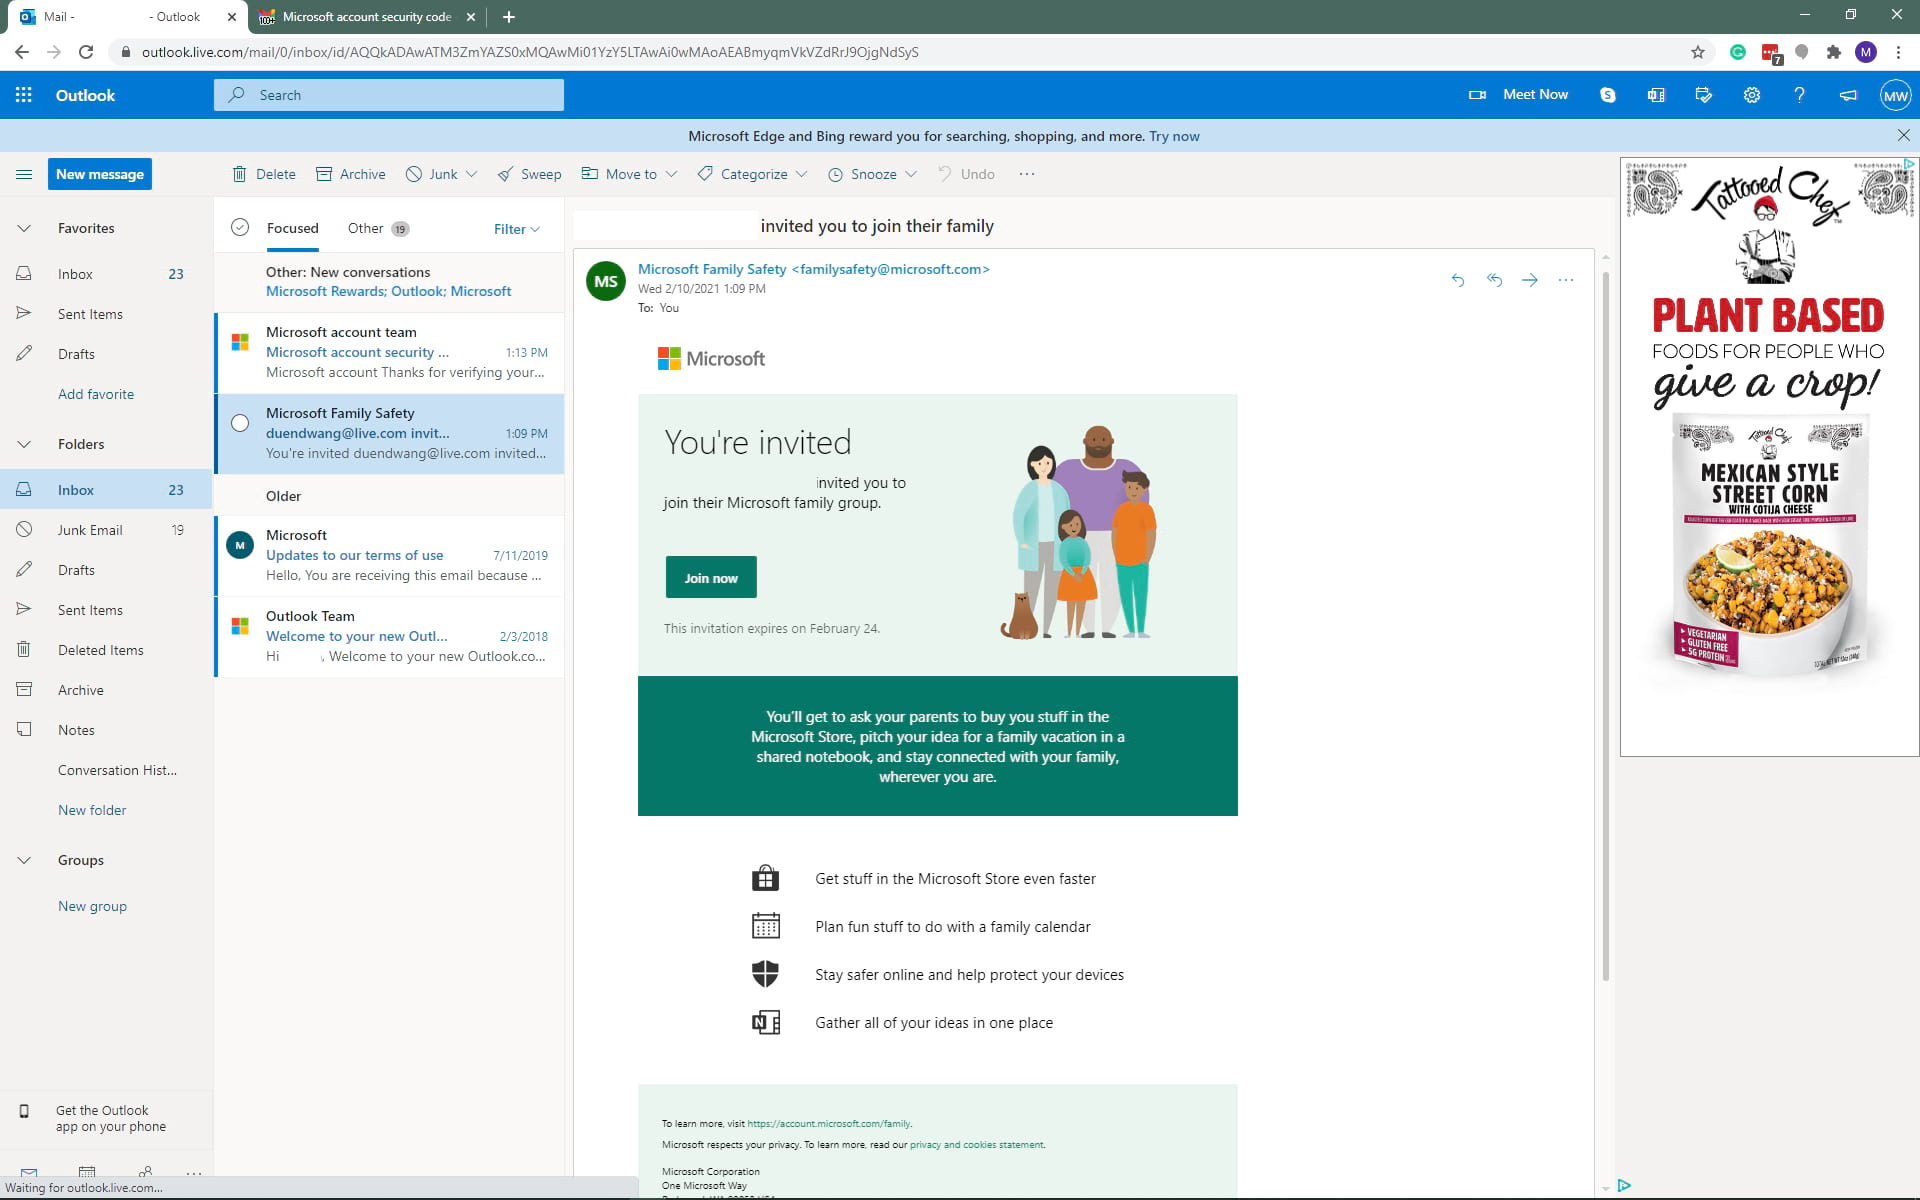 Mail - - Outlook
Microsoft account security code
outlook.live.com/mail/0/inbox/id/AQQkADAwATM3ZmYAZS0xMQAwMi01YzY5LTAwAi0wMAoAEABmyqmVkVZdRrJ9OjgNdSyS
7
M
Outlook
Search
Meet Now
MW
Microsoft Edge and Bing reward you for searching, shopping, and more. Try now
New message
Delete
Archive
Junk
Sweep
Move to
Categorize
Snooze
Undo
Favorites
Inbox 23
Sent Items
Drafts
Add favorite
Folders
Inbox 23
Junk Email 19
Drafts
Sent Items
Deleted Items
Archive
Notes
Conversation Hist...
New folder
Groups
New group
Get the Outlook
app on your phone
Waiting for outlook.live.com...
Focused
Other 19
Filter
Other: New conversations
Microsoft Rewards; Outlook; Microsoft
Microsoft account team
Microsoft account security ... 1:13 PM
Microsoft account Thanks for verifying your...
Microsoft Family Safety
duendwang@live.com invit... 1:09 PM
You're invited duendwang@live.com invited...
Older
M
Microsoft
Updates to our terms of use 7/11/2019
Hello, You are receiving this email because ...
Outlook Team
Welcome to your new Outl... 2/3/2018
Hi , Welcome to your new Outlook.co...
invited you to join their family
MS
Microsoft Family Safety <familysafety@microsoft.com>
Wed 2/10/2021 1:09 PM
To: You
Microsoft
You're invited
invited you to
join their Microsoft family group.
Join now
This invitation expires on February 24.
You'll get to ask your parents to buy you stuff in the
Microsoft Store, pitch your idea for a family vacation in a
shared notebook, and stay connected with your family,
wherever you are.
Get stuff in the Microsoft Store even faster
Plan fun stuff to do with a family calendar
Stay safer online and help protect your devices
Gather all of your ideas in one place
To learn more, visit https://account.microsoft.com/family.
Microsoft respects your privacy. To learn more, read our privacy and cookies statement.
Microsoft Corporation
One Microsoft Way
Tattooed Chef
PLANT BASED
FOODS FOR PEOPLE WHO
give a crop!
Tattooed Chef
MEXICAN STYLE
STREET CORN
WITH COTIJA CHEESE
VEGETARIAN
GLUTEN FREE
5G PROTEIN